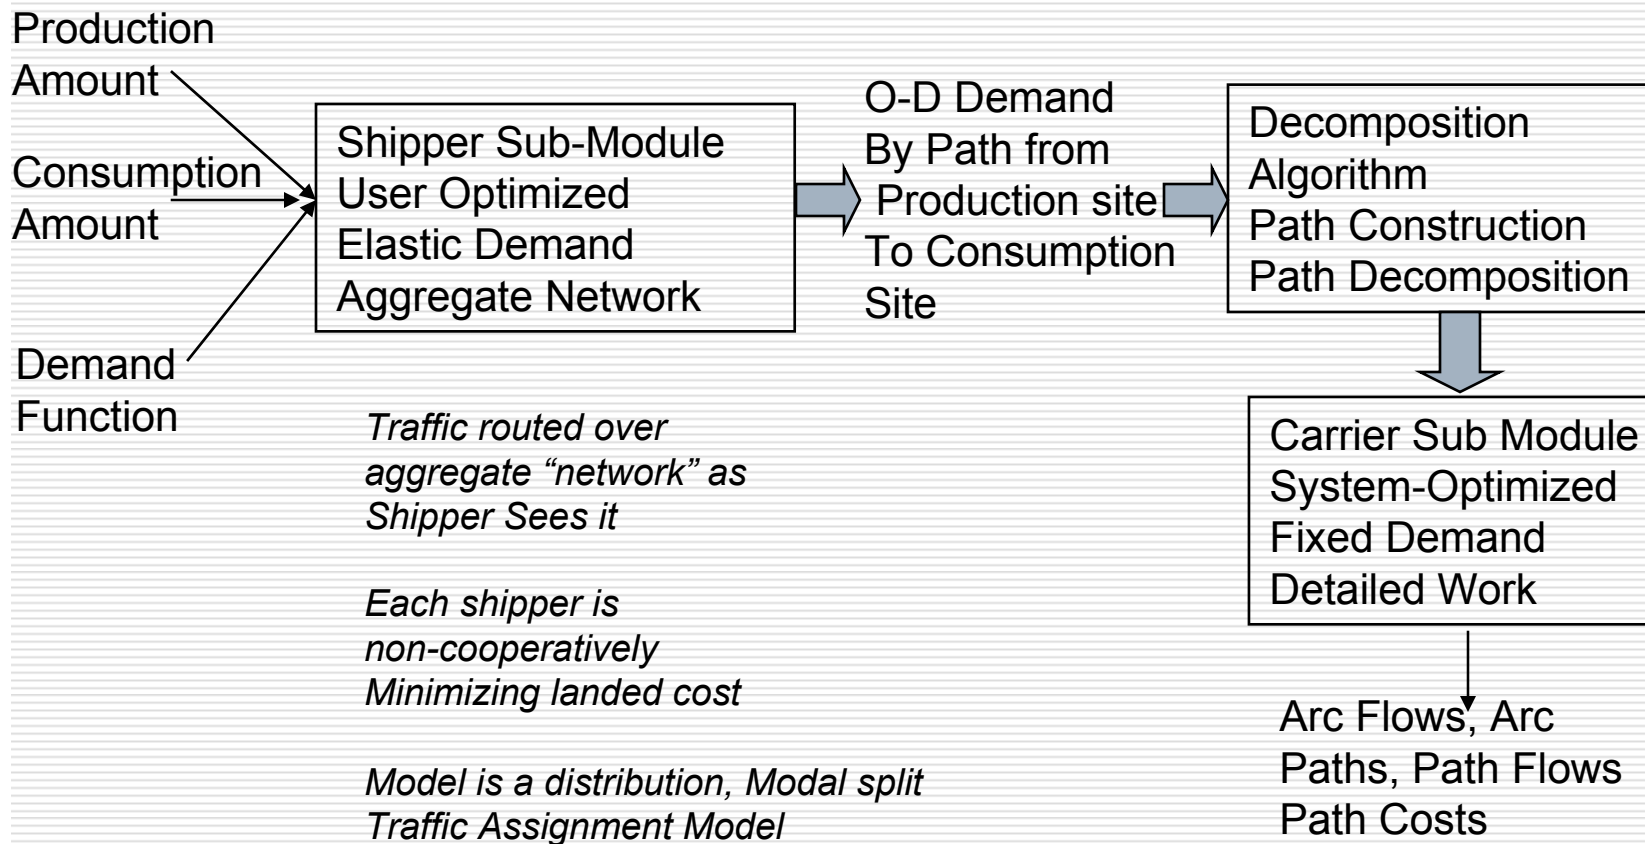 Production
Amount
Consumption
Amount
Demand
Function
Shipper Sub-Module
User Optimized
Elastic Demand
Aggregate Network
O-D Demand
By Path from
Production site
To Consumption
Site
Decomposition
Algorithm
Path Construction
Path Decomposition
Carrier Sub Module
System-Optimized
Fixed Demand
Detailed Work
Arc Flows, Arc
Paths, Path Flows
Path Costs
Traffic routed over
aggregate “network” as
Shipper Sees it
Each shipper is
non-cooperatively
Minimizing landed cost
Model is a distribution, Modal split
Traffic Assignment Model